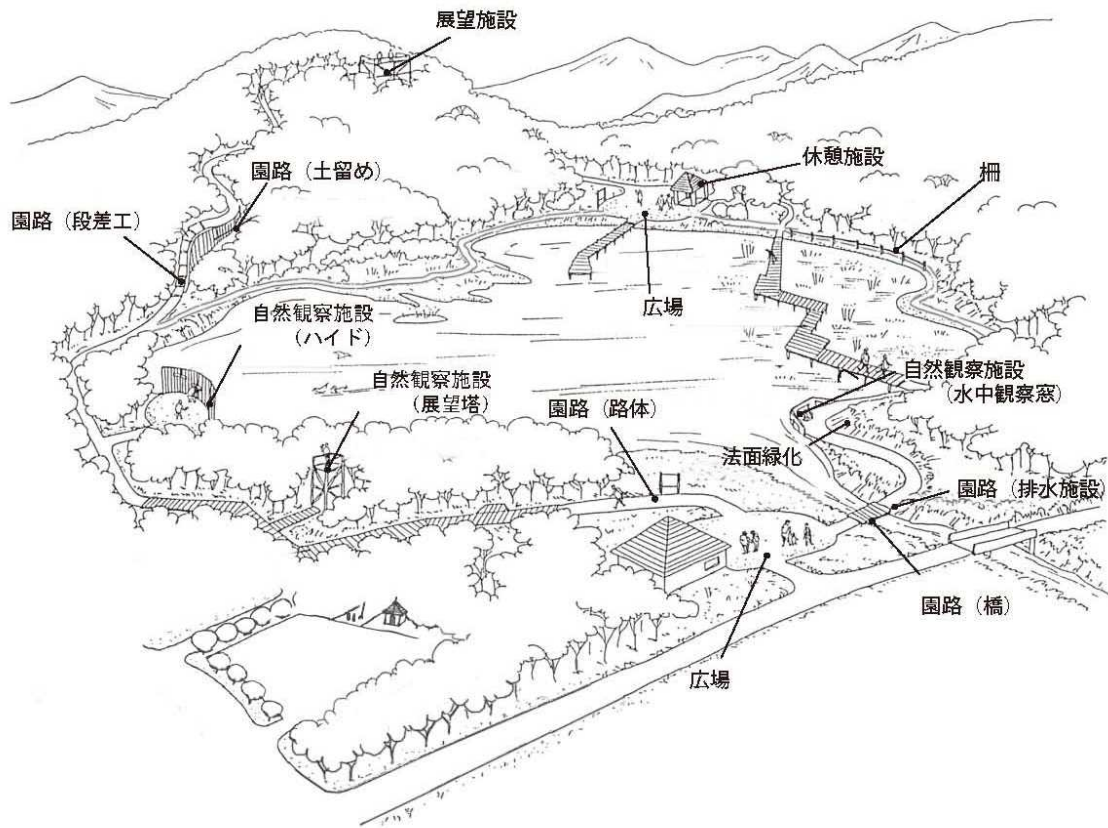 展望施設
休憩施設
柵
園路（土留め）
園路（段差工）
広場
自然観察施設
（ハイド）
自然観察施設
（展望塔）
自然観察施設
（水中観察窓）
園路（路体）
法面緑化
園路（排水施設）
園路（橋）
広場